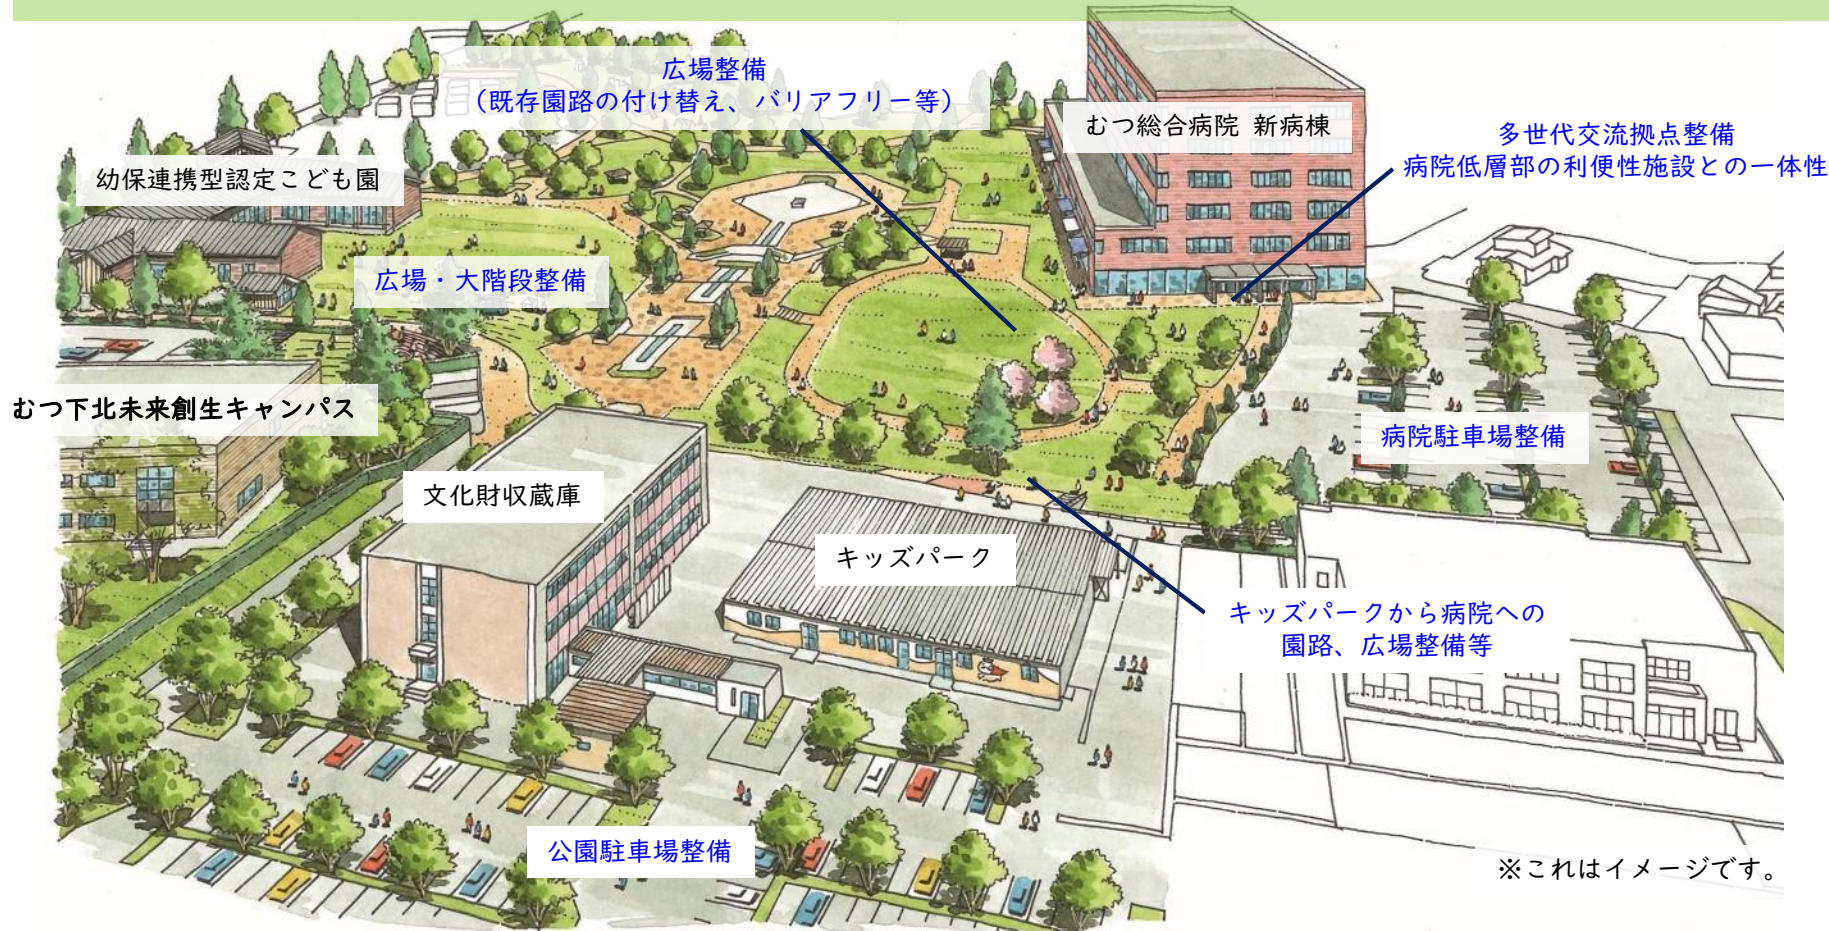 広場整備
（既存園路の付け替え、バリアフリー等）
むつ総合病院 新病棟
多世代交流拠点整備
病院低層部の利便性施設との一体性
幼保連携型認定こども園
広場・大階段整備
むつ下北未来創生キャンパス
病院駐車場整備
文化財収蔵庫
キッズパーク
キッズパークから病院への
園路、広場整備等
公園駐車場整備
※これはイメージです。